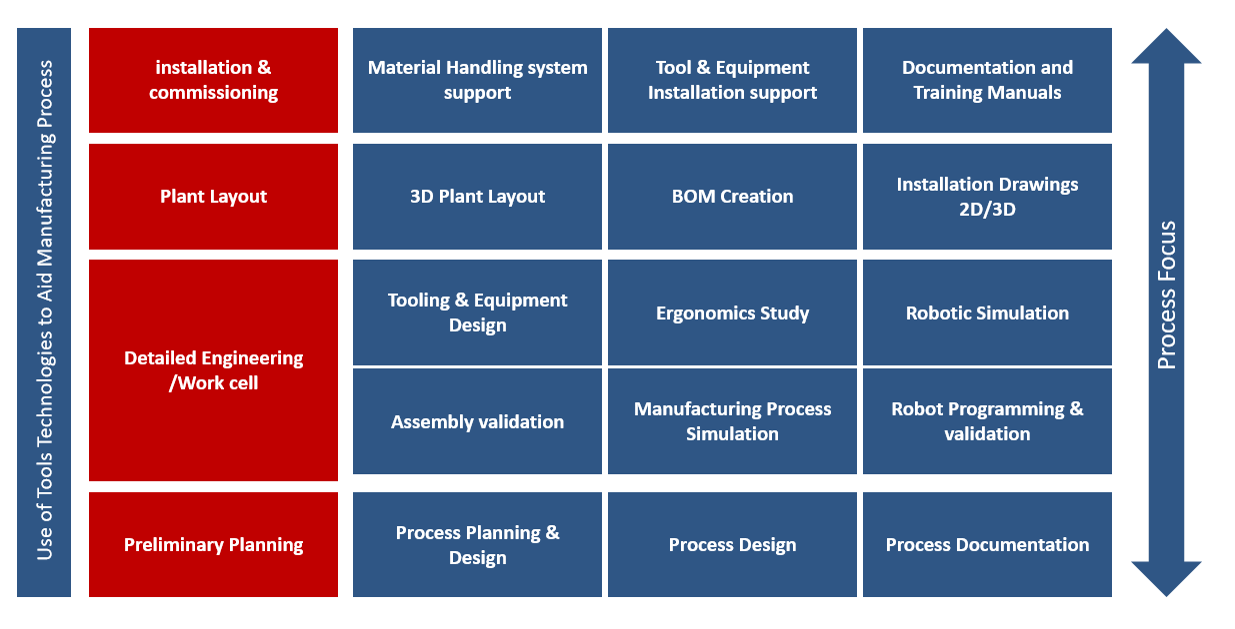 Use of Tools Technologies to Aid Manufacturing Process
installation &
commissioning
Material Handling system
support
Tool & Equipment
Installation support
Documentation and
Training Manuals
Plant Layout
3D Plant Layout
BOM Creation
Installation Drawings
2D/3D
Detailed Engineering
/Work cell
Tooling & Equipment
Design
Ergonomics Study
Robotic Simulation
Assembly validation
Manufacturing Process
Simulation
Robot Programming &
validation
Preliminary Planning
Process Planning &
Design
Process Design
Process Documentation
Process Focus